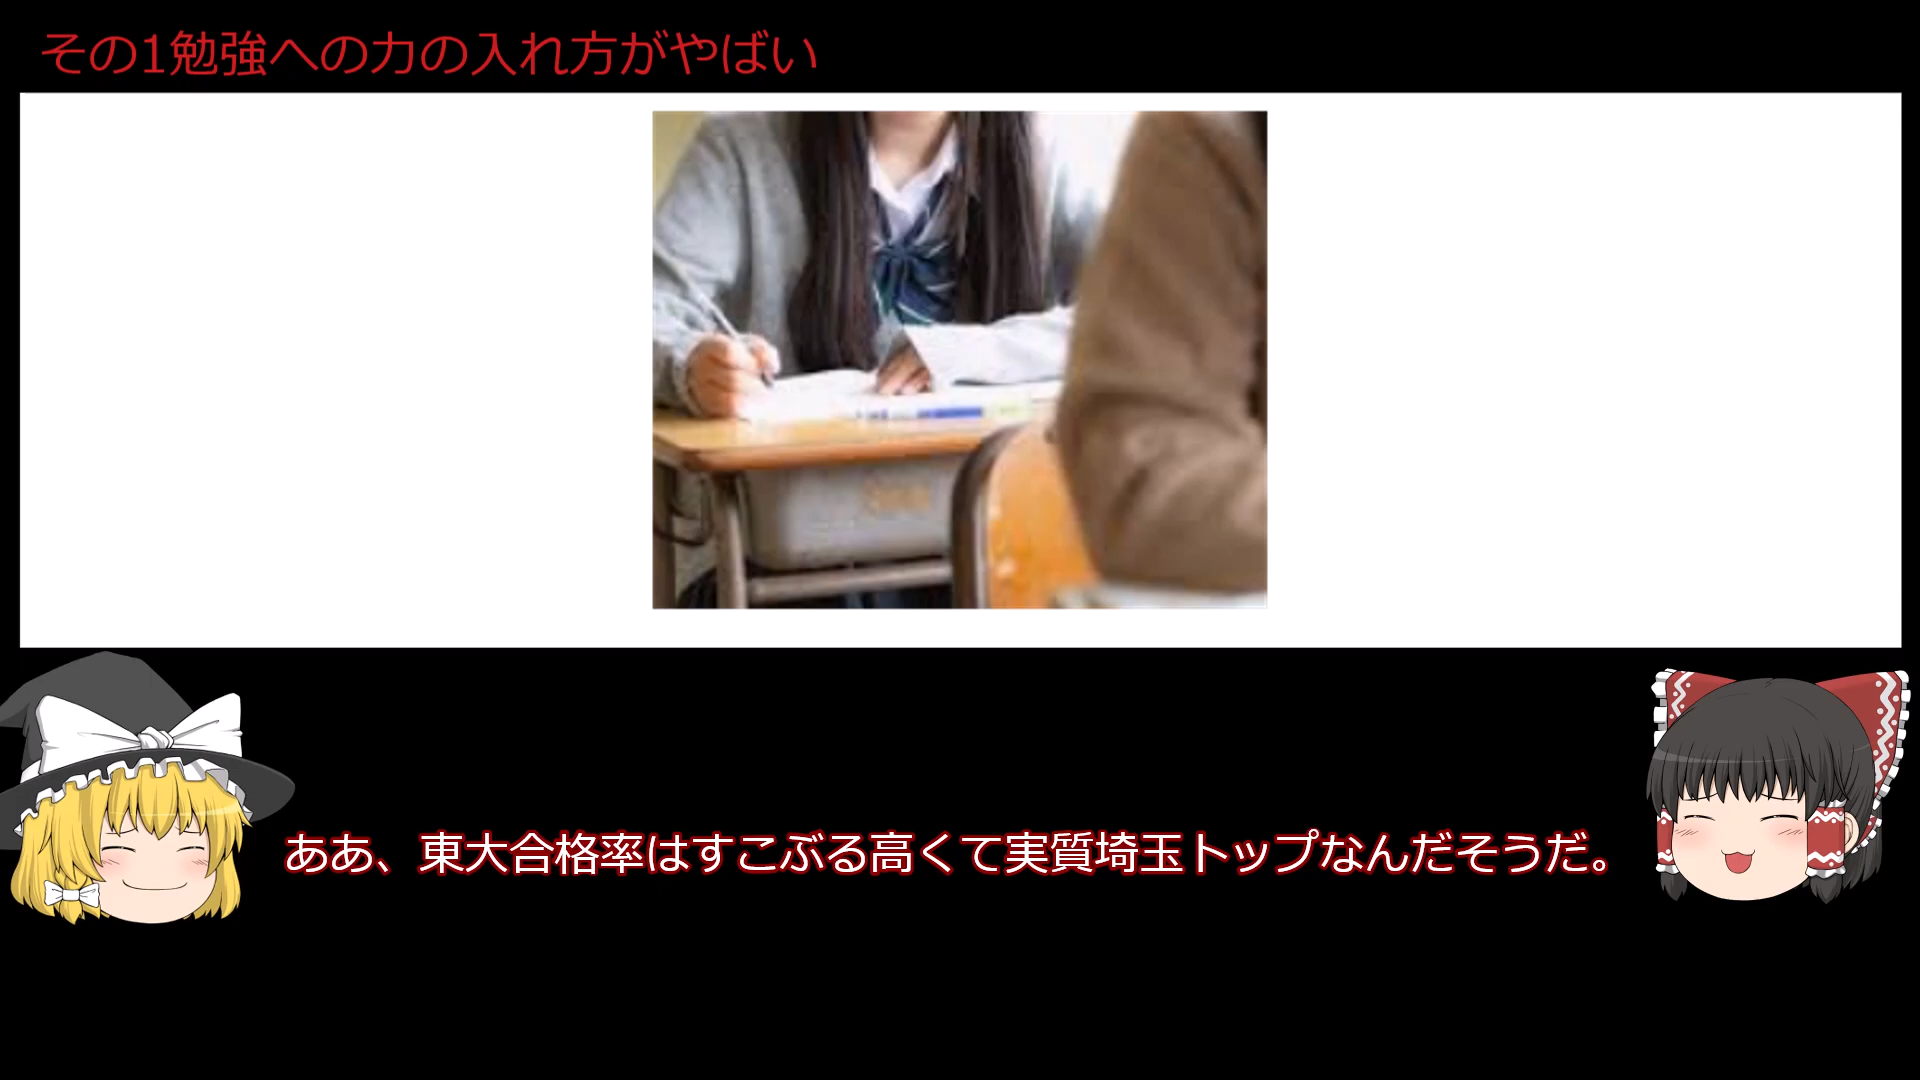 その1勉強への力の入れ方がやばい
ああ、東大合格率はすこぶる高くて実質埼玉トップなんだそうだ。